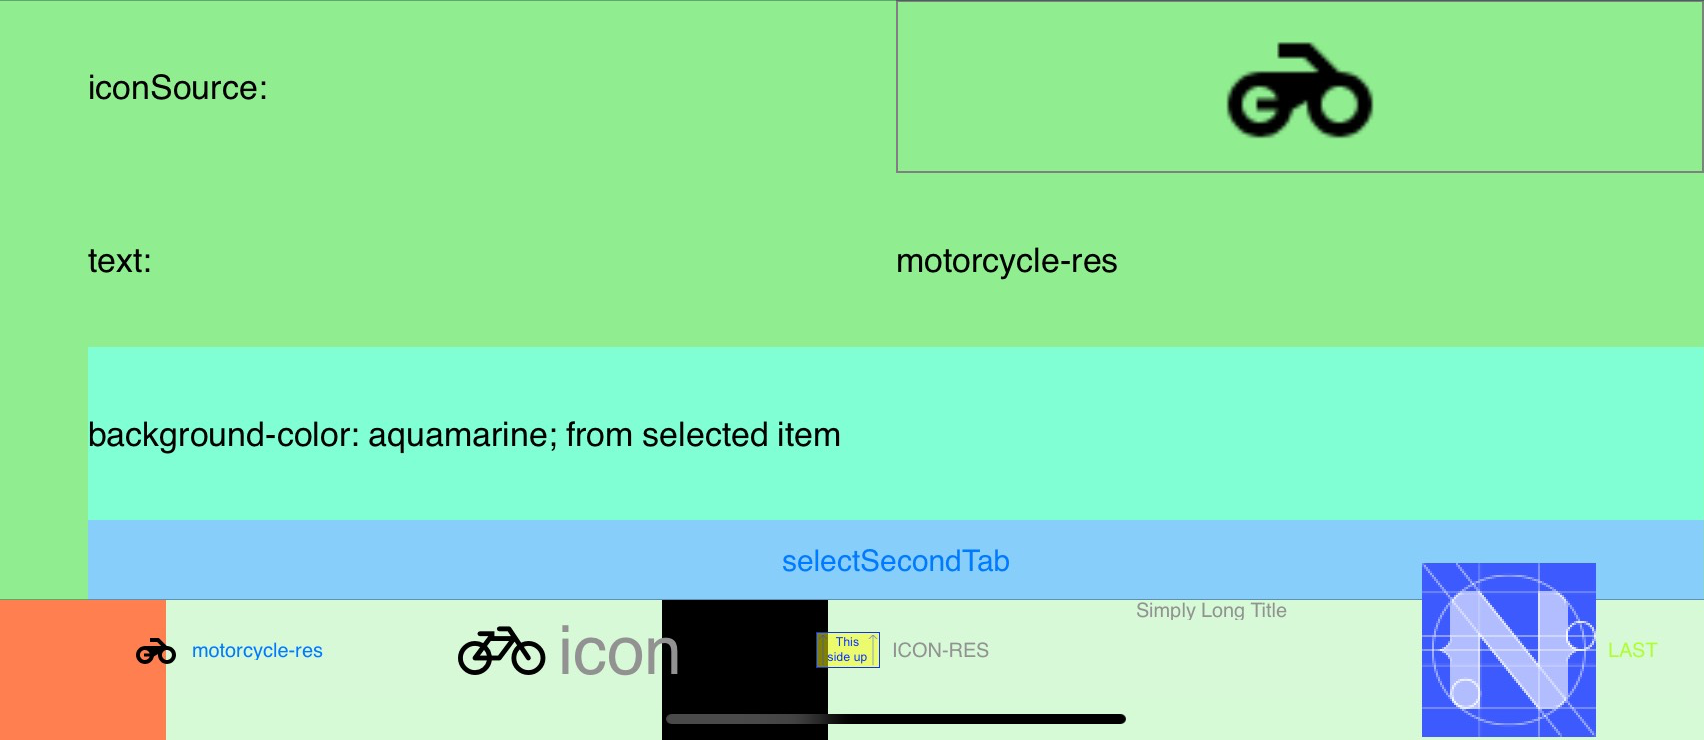 iconSource:
text:
motorcycle-res
background-color: aquamarine; from selected item
selectSecondTab
motorcycle-res
icon
This
side up
ICON-RES
Simply Long Title
N
LAST